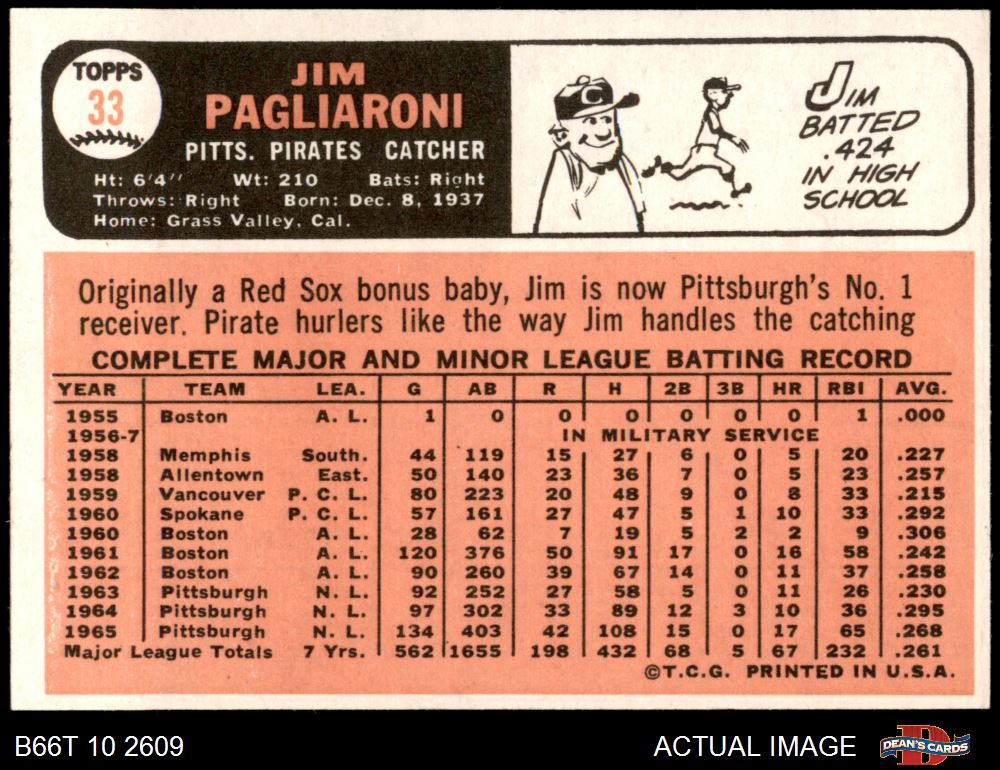 TOPPS
33
JIM
PAGLIARONI
PITTS. PIRATES CATCHER
Ht: 6'4" Wt: 210 Bats: Right
Throws: Right Born: Dec. 8, 1937
Home: Grass Valley, Cal.
C
JIM
BATTED
.424
IN HIGH
SCHOOL
Originally a Red Sox bonus baby, Jim is now Pittsburgh's No. 1
receiver. Pirate hurlers like the way Jim handles the catching
COMPLETE MAJOR AND MINOR LEAGUE BATTING RECORD
YEAR TEAM LEA. G AB R H 2B 3B HR RBI AVG.
1955 Boston A. L. 1 0 0 0 0 0 0 1 .000
1956-7 IN MILITARY SERVICE
1958 Memphis South. 44 119 15 27 6 0 5 20 .227
1958 Allentown East. 50 140 23 36 7 0 5 23 .257
1959 Vancouver P. C. L. 80 223 20 48 9 0 8 33 .215
1960 Spokane P. C. L. 57 161 27 47 5 1 10 33 .292
1960 Boston A. L. 28 62 7 19 5 2 2 9 .306
1961 Boston A. L. 120 376 50 91 17 0 16 58 .242
1962 Boston A. L. 90 260 39 67 14 0 11 37 .258
1963 Pittsburgh N. L. 92 252 27 58 5 0 11 26 .230
1964 Pittsburgh N. L. 97 302 33 89 12 3 10 36 .295
1965 Pittsburgh N. L. 134 403 42 108 15 0 17 65 .268
Major League Totals 7 Yrs. 562 1655 198 432 68 5 67 232 .261
©T.C.G. PRINTED IN U.S.A.
B66T 10 2609
ACTUAL IMAGE
D
DEAN'S CARDS
C